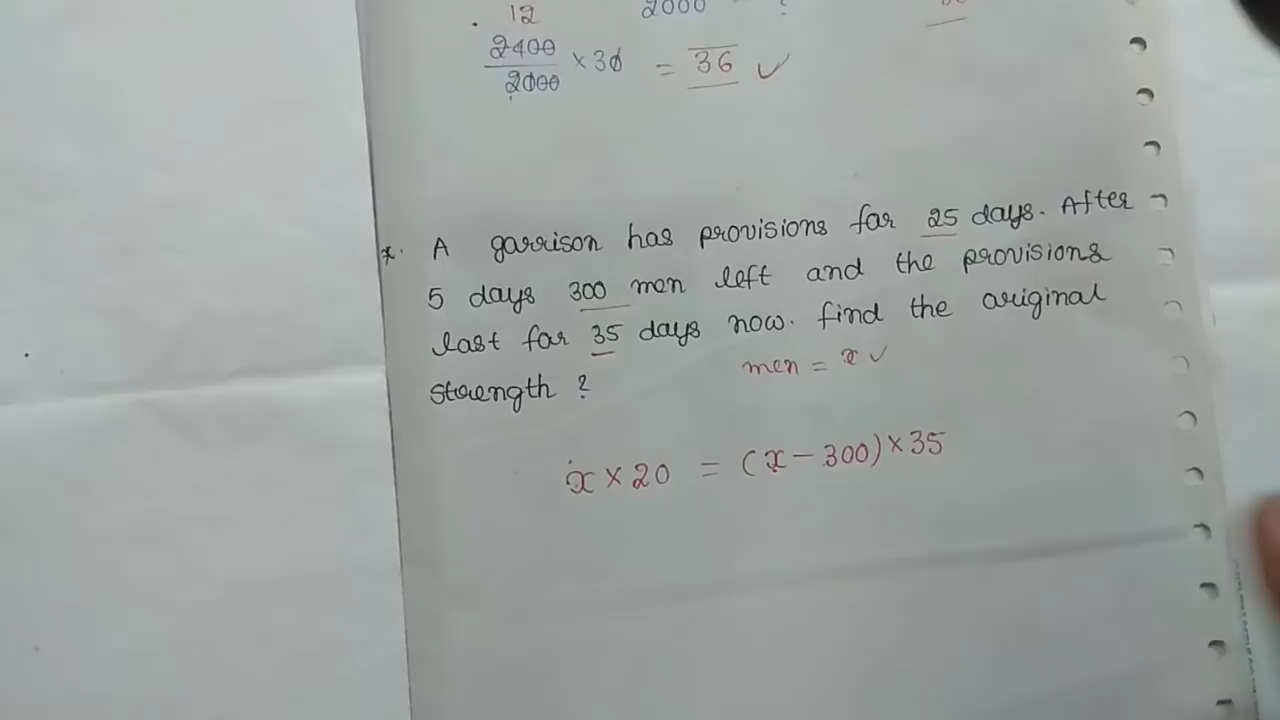 12 2000 ?
2400
× 30 = 36 ✓
2000
*. A garrison has provisions for 25 days. After
5 days 300 men left and the provisions
last for 35 days now. find the original
strength ?
men = x ✓
x × 20 = (x - 300) × 35